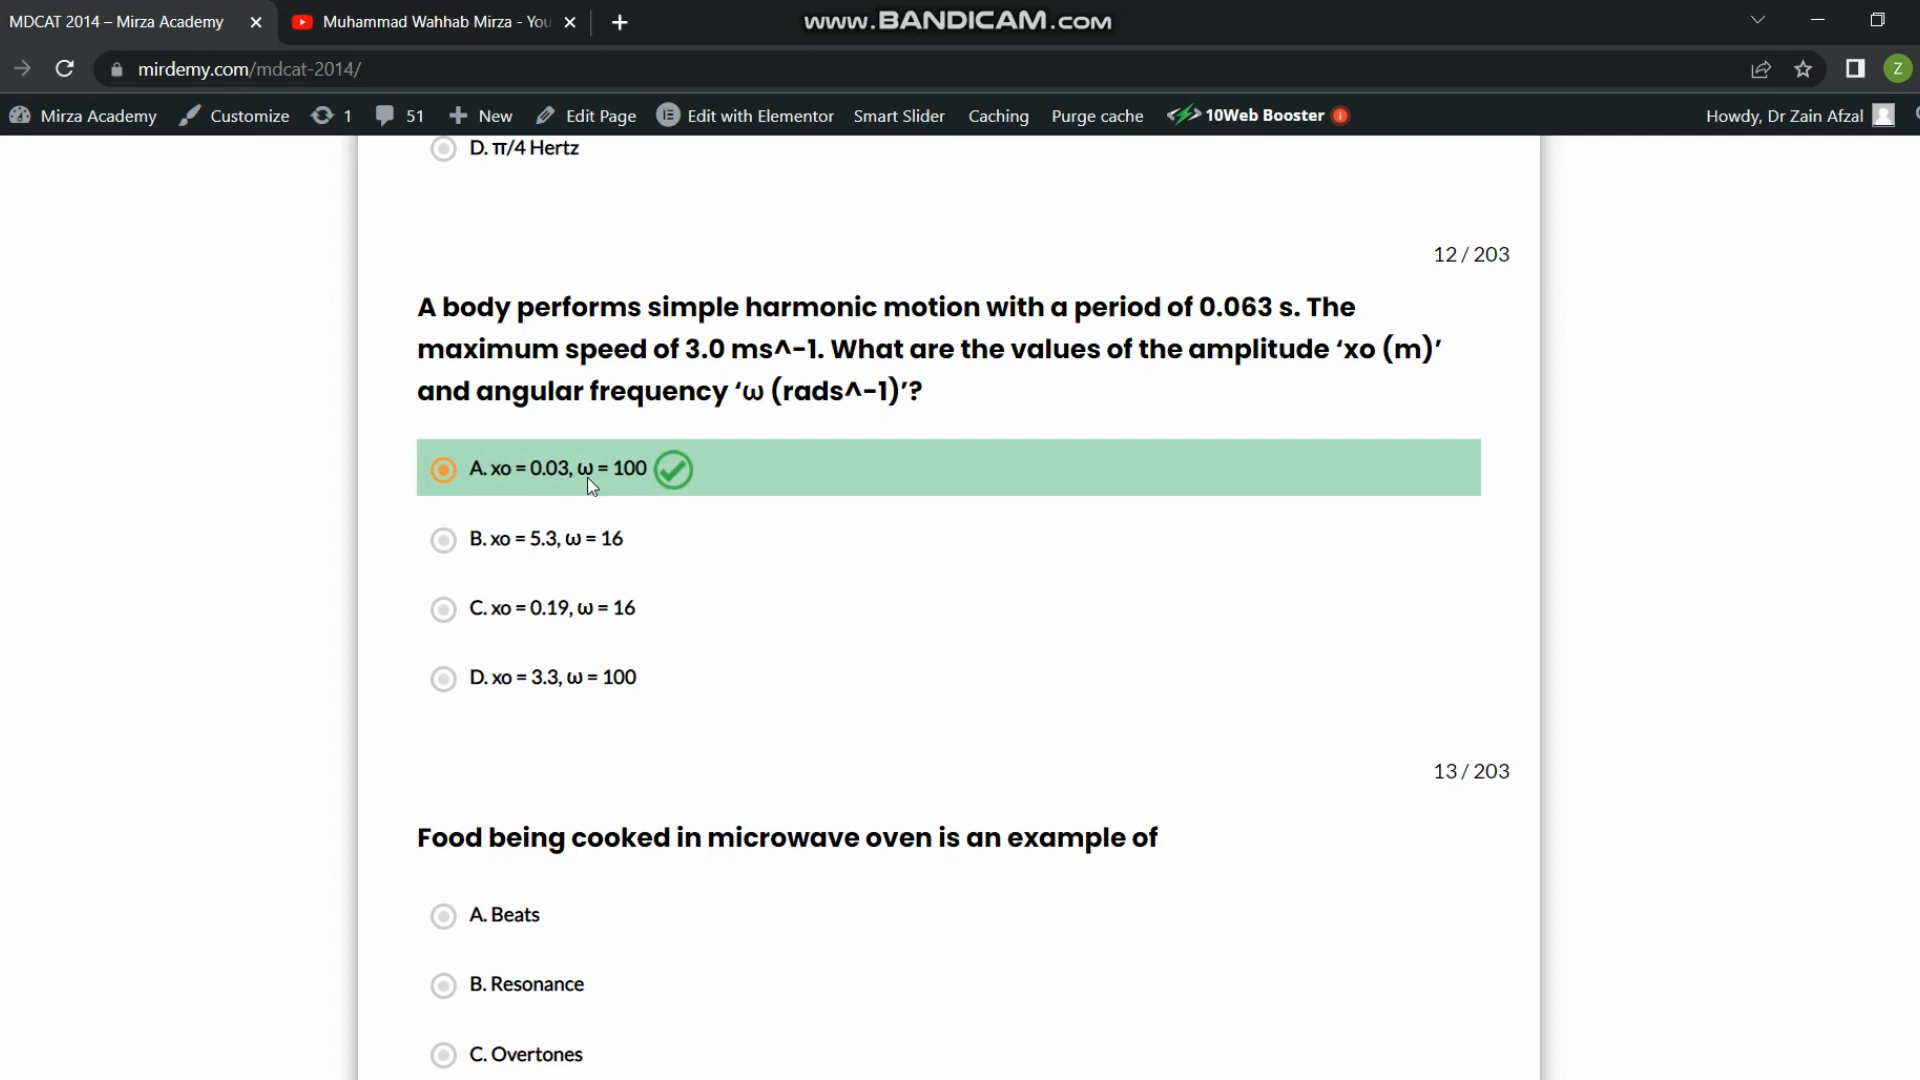 MDCAT 2014 – Mirza Academy
Muhammad Wahhab Mirza - You
www.BANDICAM.com
mirdemy.com/mdcat-2014/
Z
Mirza Academy
Customize
1
51
New
Edit Page
Edit with Elementor
Smart Slider
Caching
Purge cache
10Web Booster
Howdy, Dr Zain Afzal
D. π/4 Hertz
12 / 203
A body performs simple harmonic motion with a period of 0.063 s. The
maximum speed of 3.0 ms^-1. What are the values of the amplitude ‘xo (m)’
and angular frequency ‘ω (rads^-1)’?
A. xo = 0.03, ω = 100
B. xo = 5.3, ω = 16
C. xo = 0.19, ω = 16
D. xo = 3.3, ω = 100
13 / 203
Food being cooked in microwave oven is an example of
A. Beats
B. Resonance
C. Overtones